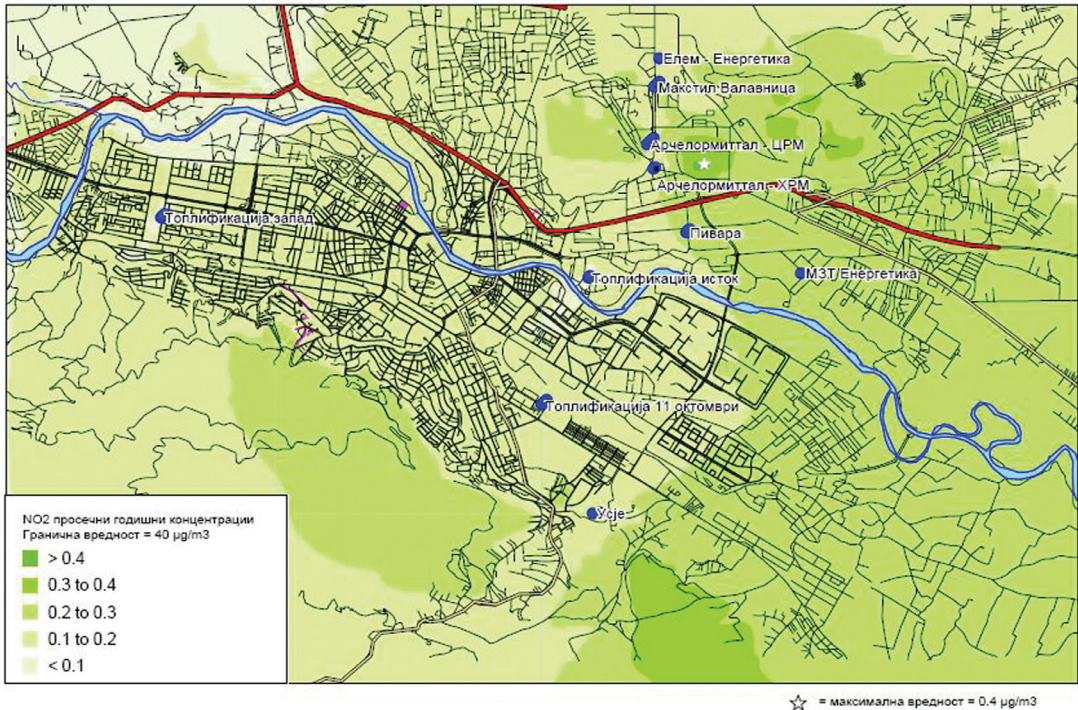 Елем - Енергетика
Макстил Валавница
Арчелормиттал - ЦРМ
Арчелормиттал - ХРМ
Топлификација запад
Пивара
Топлификација исток
МЗТ Енергетика
Топлификација 11 октомври
Усје
NO2 просечни годишни концентрации
Гранична вредност = 40 µg/m3
> 0.4
0.3 to 0.4
0.2 to 0.3
0.1 to 0.2
< 0.1
= максимална вредност = 0.4 µg/m3